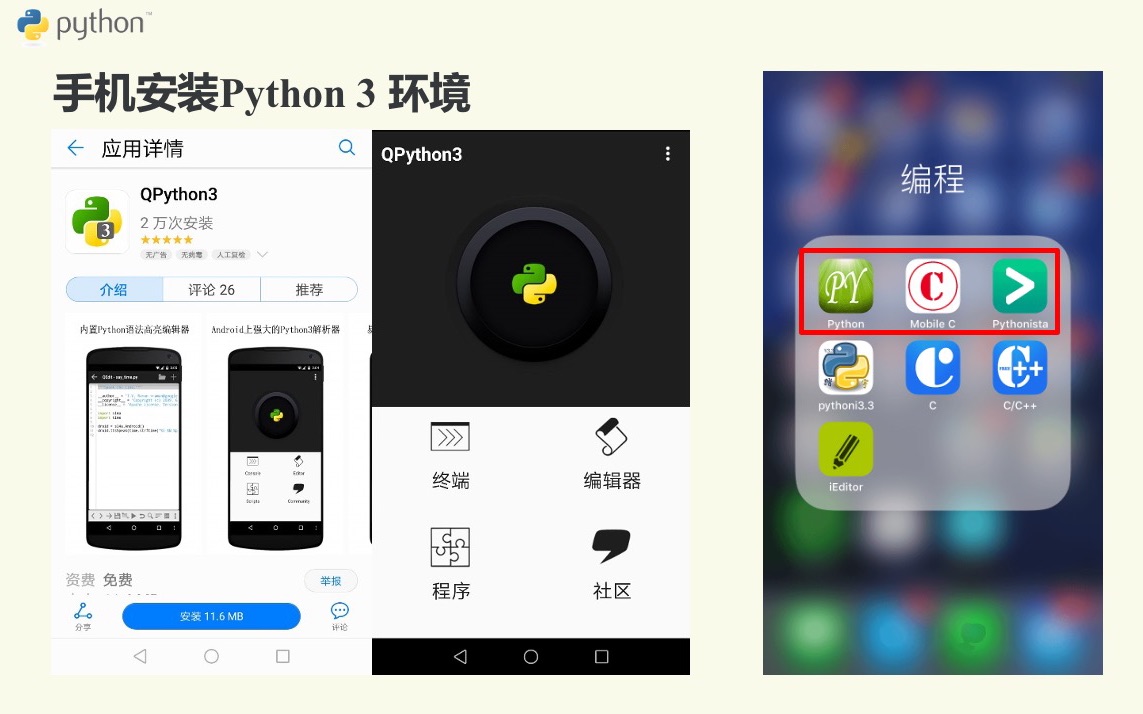 python™
手机安装Python 3 环境
应用详情
QPython3
2 万次安装
3
无广告 无病毒 人工复检
介绍 评论 26 推荐
内置Python语法高亮编辑器
Android上强大的Python3解析器
Console Editor
Scripts Community
资费 免费
举报
分享
安装 11.6 MB
评论
QPython3
终端 编辑器
程序 社区
编程
PY C
Python Mobile C Pythonista
FREE C++
pythoni3.3 C C/C++
iEditor